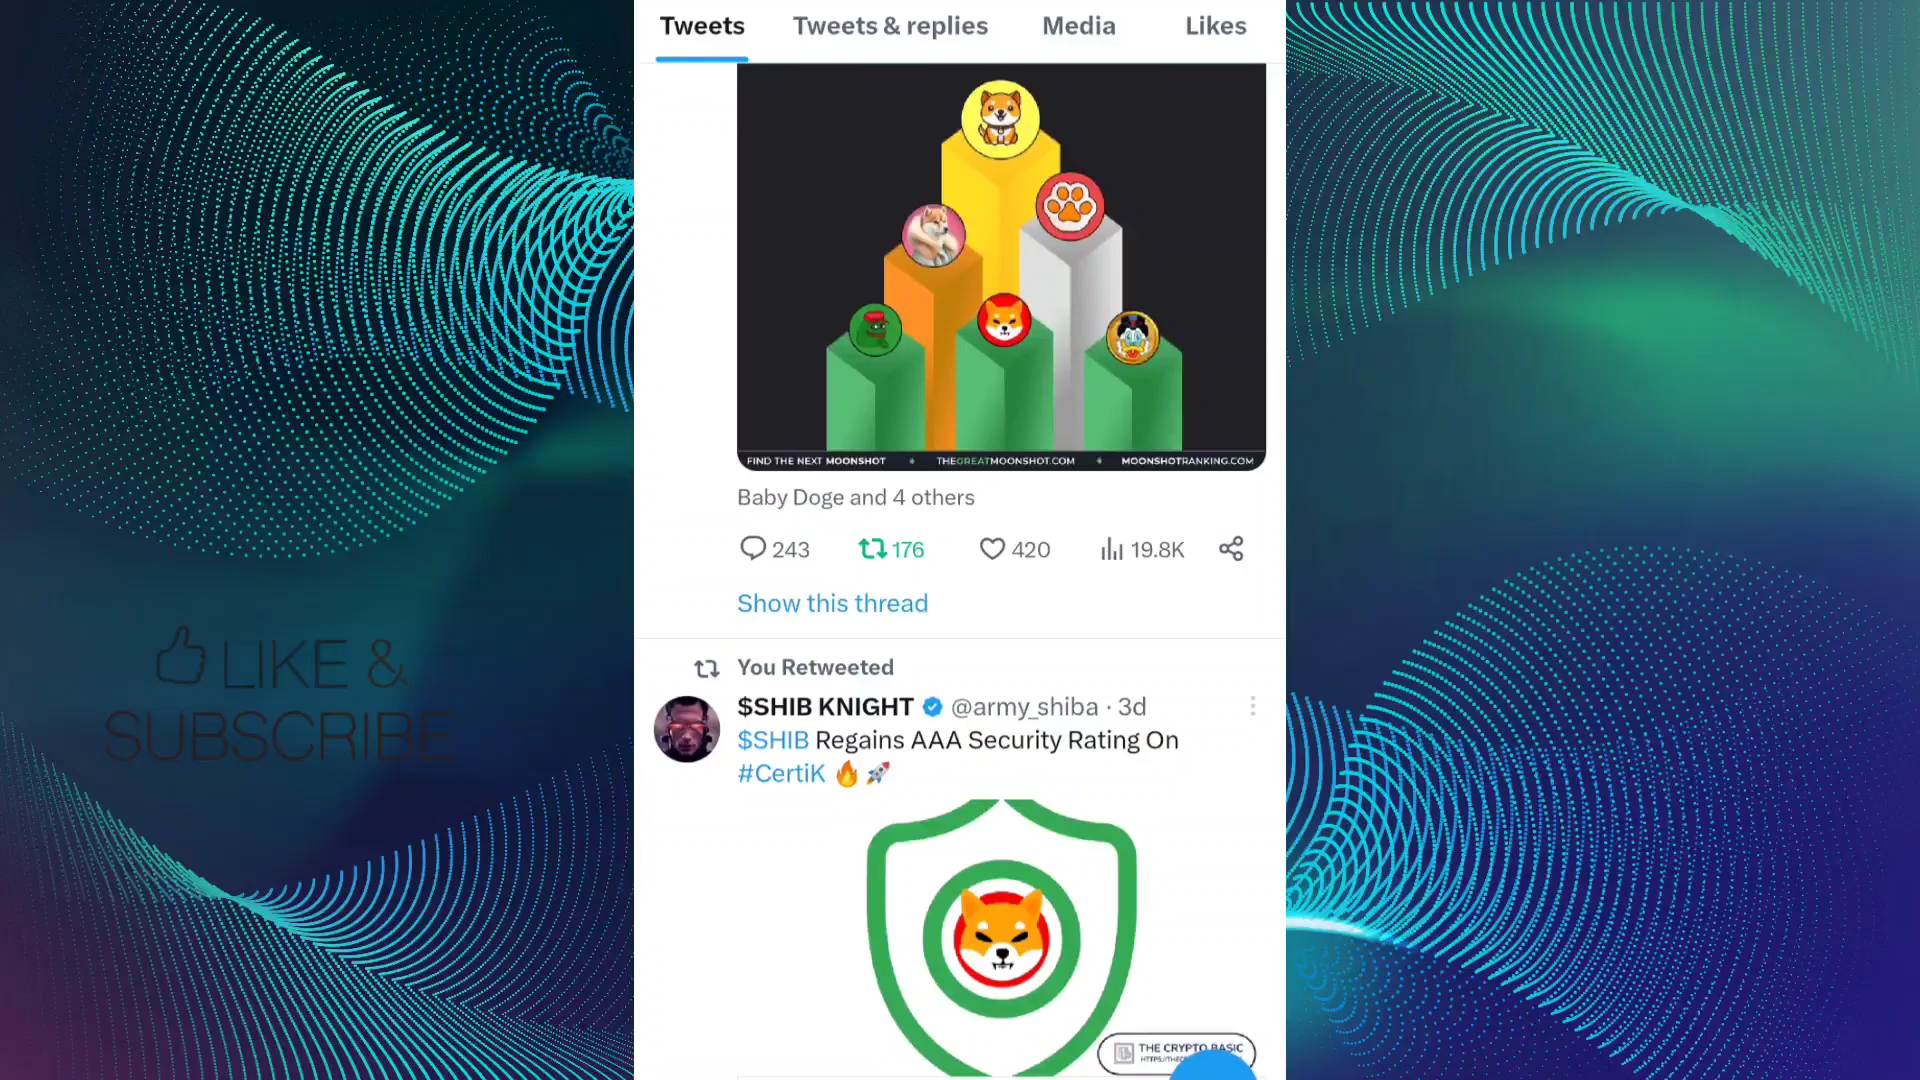 Tweets Tweets & replies Media Likes
FIND THE NEXT MOONSHOT THEGREATMOONSHOT.COM MOONSHOTRANKING.COM
Baby Doge and 4 others
243 176 420 19.8K
Show this thread
You Retweeted
$SHIB KNIGHT @army_shiba · 3d
$SHIB Regains AAA Security Rating On
#CertiK 🔥 🚀
THE CRYPTO BASIC
LIKE &
SUBSCRIBE